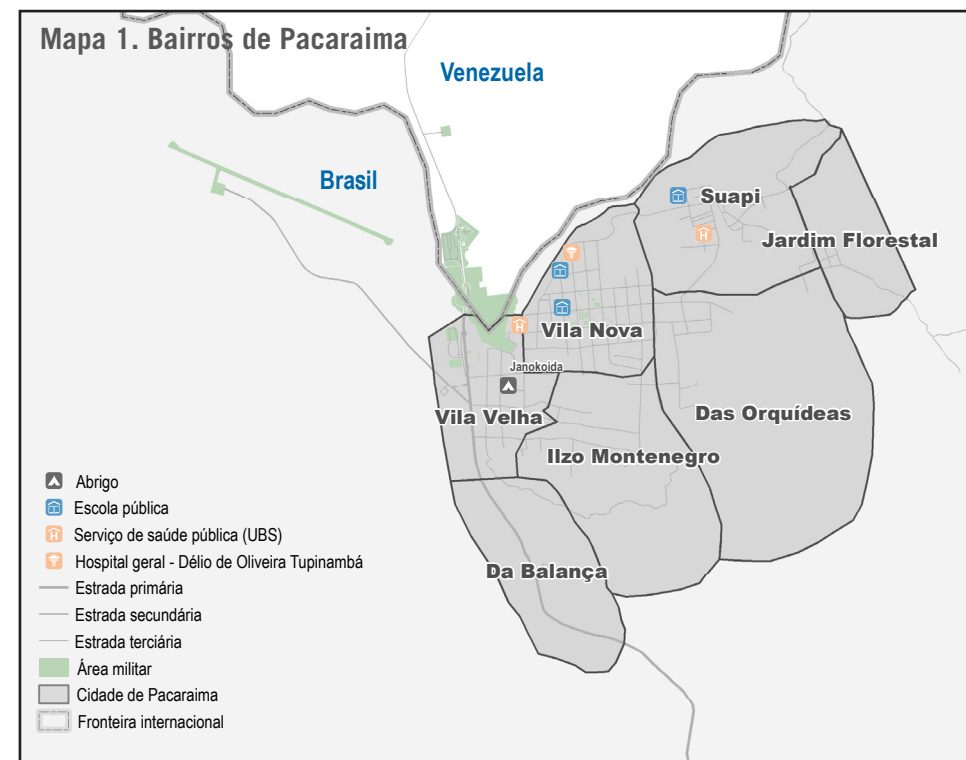 Mapa 1. Bairros de Pacaraima
Venezuela
Brasil
Suapi
Jardim Florestal
Vila Nova
Janokoida
Vila Velha
Das Orquídeas
Ilzo Montenegro
Da Balança
Abrigo
Escola pública
Serviço de saúde pública (UBS)
Hospital geral - Délio de Oliveira Tupinambá
Estrada primária
Estrada secundária
Estrada terciária
Área militar
Cidade de Pacaraima
Fronteira internacional